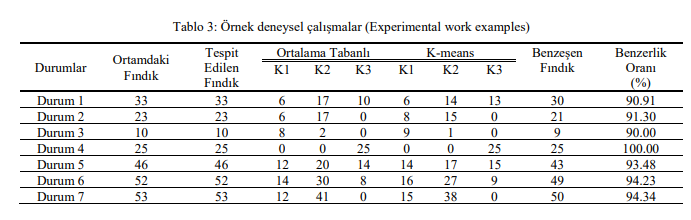 Tablo 3: Örnek deneysel çalışmalar (Experimental work examples)
Durumlar Ortamdaki Fındık Tespit Edilen Fındık Ortalama Tabanlı K-means Benzeşen Fındık Benzerlik Oranı (%)
K1 K2 K3 K1 K2 K3
Durum 1 33 33 6 17 10 6 14 13 30 90.91
Durum 2 23 23 6 17 0 8 15 0 21 91.30
Durum 3 10 10 8 2 0 9 1 0 9 90.00
Durum 4 25 25 0 0 25 0 0 25 25 100.00
Durum 5 46 46 12 20 14 14 17 15 43 93.48
Durum 6 52 52 14 30 8 16 27 9 49 94.23
Durum 7 53 53 12 41 0 15 38 0 50 94.34